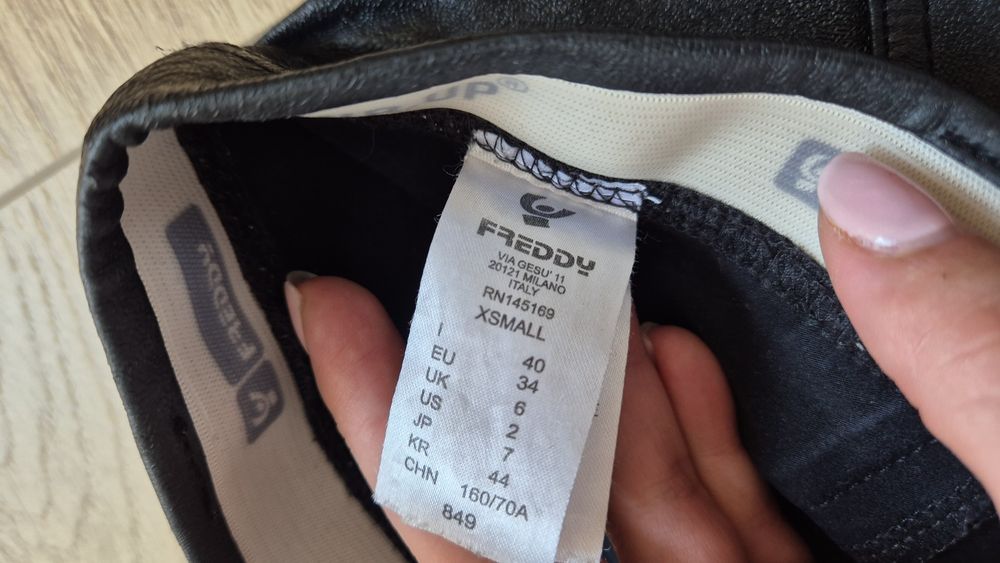 up®
FREDDY
FREDDY
VIA GESU' 11
20121 MILANO
ITALY
RN145169
XSMALL
I 40
EU 34
UK 6
US 2
JP 7
KR 44
CHN 160/70A
849